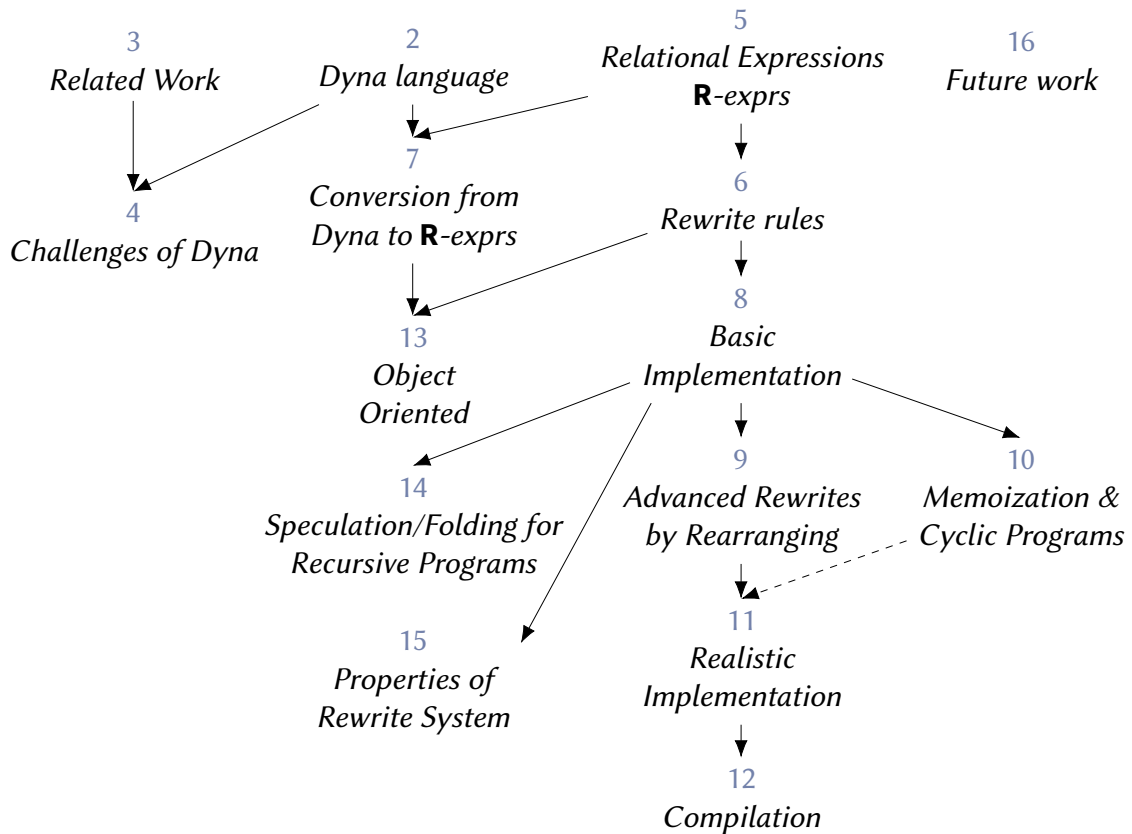 3
Related Work
2
Dyna language
5
Relational Expressions
R-exprs
16
Future work
4
Challenges of Dyna
7
Conversion from
Dyna to R-exprs
6
Rewrite rules
13
Object
Oriented
8
Basic
Implementation
14
Speculation/Folding for
Recursive Programs
9
Advanced Rewrites
by Rearranging
10
Memoization &
Cyclic Programs
15
Properties of
Rewrite System
11
Realistic
Implementation
12
Compilation